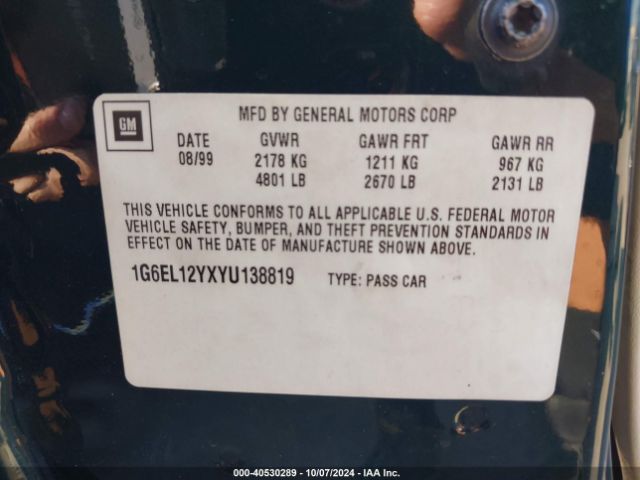 GM
MFD BY GENERAL MOTORS CORP
DATE GVWR GAWR FRT GAWR RR
08/99 2178 KG 1211 KG 967 KG
4801 LB 2670 LB 2131 LB
THIS VEHICLE CONFORMS TO ALL APPLICABLE U.S. FEDERAL MOTOR
VEHICLE SAFETY, BUMPER, AND THEFT PREVENTION STANDARDS IN
EFFECT ON THE DATE OF MANUFACTURE SHOWN ABOVE.
1G6EL12YXYU138819 TYPE: PASS CAR
000-40530289 - 10/07/2024 - IAA Inc.